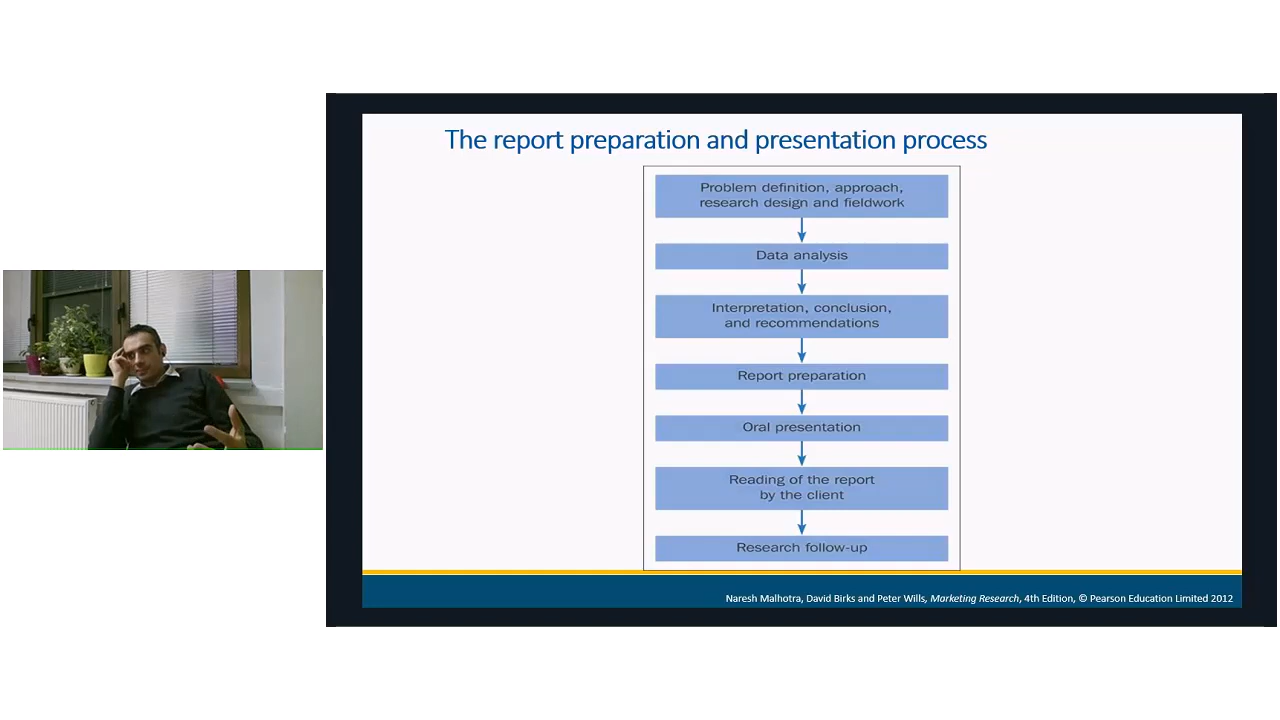 The report preparation and presentation process
Problem definition, approach,
research design and fieldwork
Data analysis
Interpretation, conclusion,
and recommendations
Report preparation
Oral presentation
Reading of the report
by the client
Research follow-up
Naresh Malhotra, David Birks and Peter Wills, Marketing Research, 4th Edition, © Pearson Education Limited 2012